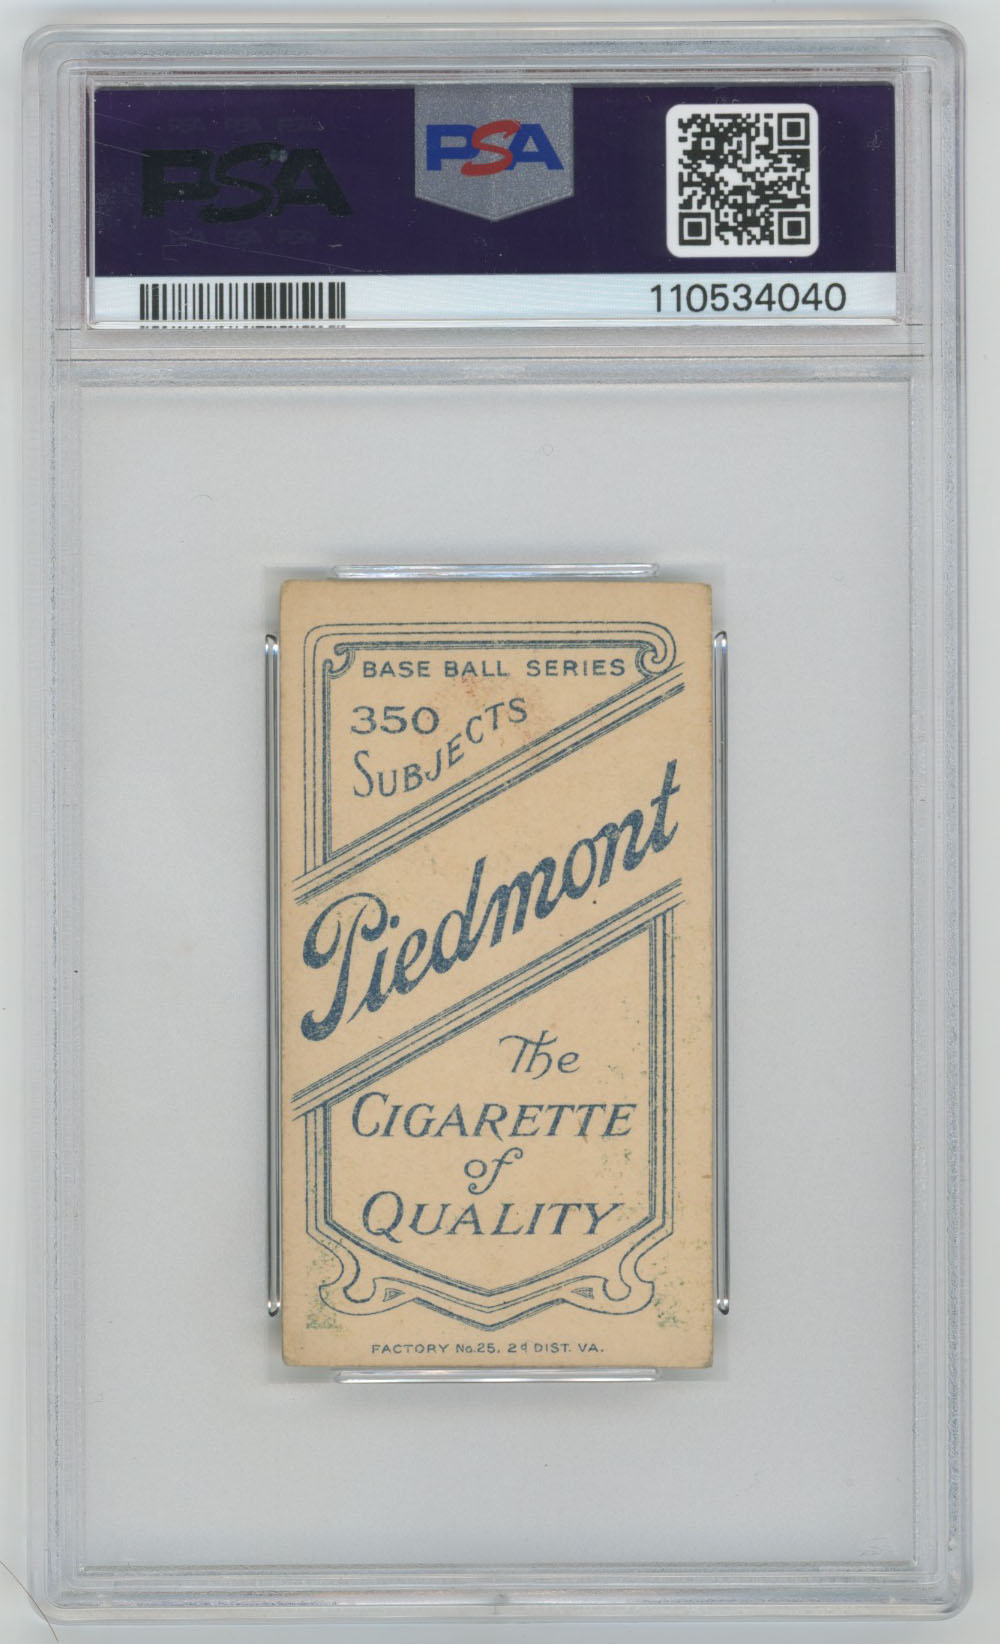 PSA
PSA
110534040
BASE BALL SERIES
350
SUBJECTS
Piedmont
The
CIGARETTE
of
QUALITY
FACTORY No.25. 2d DIST. VA.